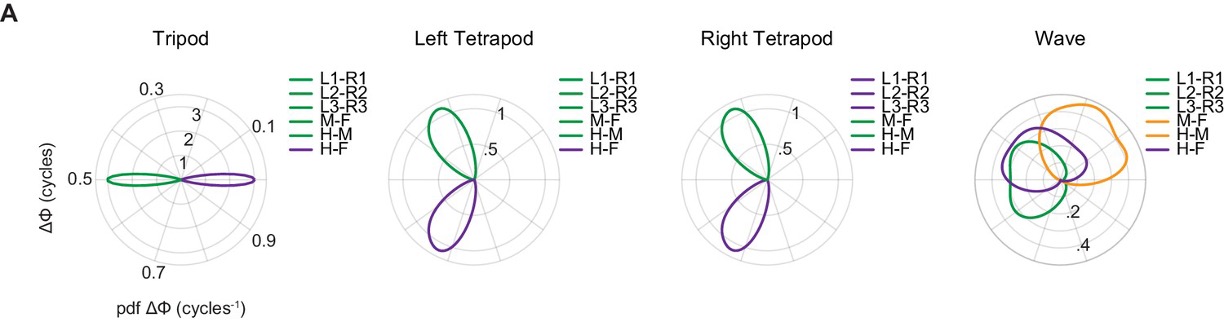 A
Tripod
0.3
0.1
3
2
1
0.5
0.9
0.7
ΔΦ (cycles)
pdf ΔΦ (cycles⁻¹)
L1-R1
L2-R2
L3-R3
M-F
H-M
H-F
Left Tetrapod
1
.5
L1-R1
L2-R2
L3-R3
M-F
H-M
H-F
Right Tetrapod
1
.5
L1-R1
L2-R2
L3-R3
M-F
H-M
H-F
Wave
.2
.4
L1-R1
L2-R2
L3-R3
M-F
H-M
H-F